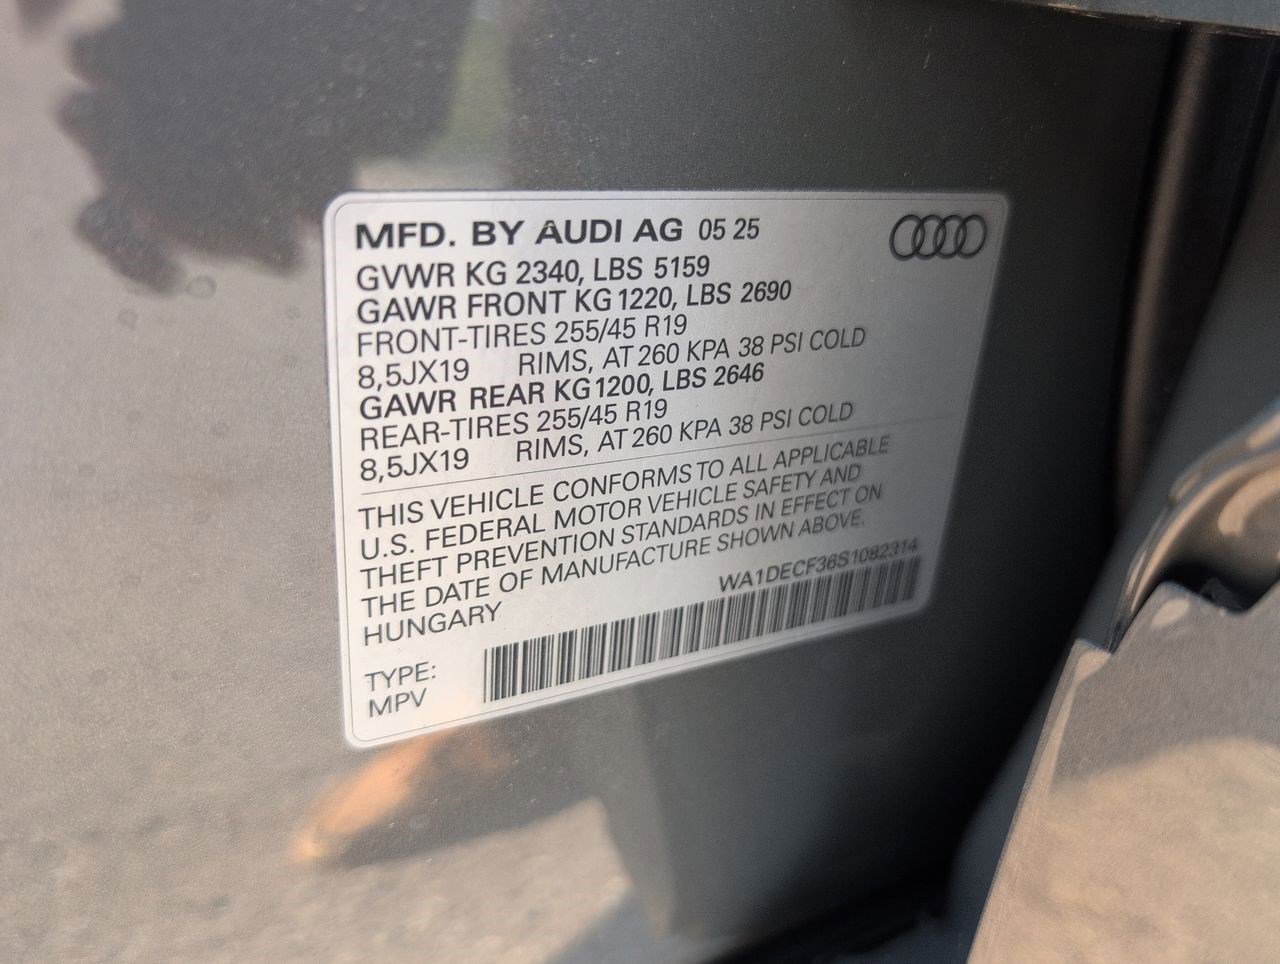 MFD. BY AUDI AG 05 25
GVWR KG 2340, LBS 5159
GAWR FRONT KG 1220, LBS 2690
FRONT-TIRES 255/45 R19
8,5JX19 RIMS, AT 260 KPA 38 PSI COLD
GAWR REAR KG 1200, LBS 2646
REAR-TIRES 255/45 R19
8,5JX19 RIMS, AT 260 KPA 38 PSI COLD
THIS VEHICLE CONFORMS TO ALL APPLICABLE
U.S. FEDERAL MOTOR VEHICLE SAFETY AND
THEFT PREVENTION STANDARDS IN EFFECT ON
THE DATE OF MANUFACTURE SHOWN ABOVE.
HUNGARY WA1DECF36S1082314
TYPE:
MPV